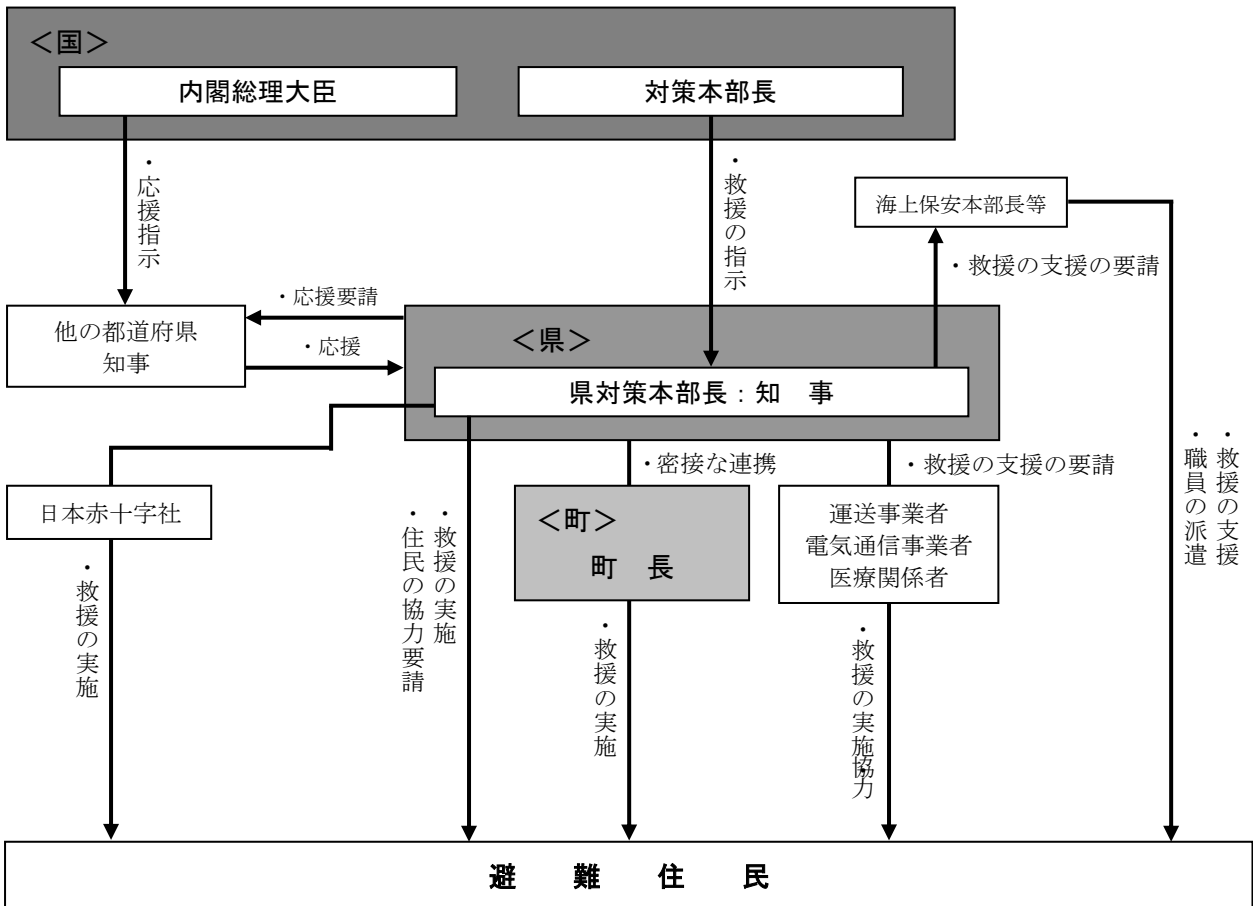 ＜国＞
内閣総理大臣
対策本部長
・応援指示
・救援の指示
海上保安本部長等
・救援の支援の要請
・応援要請
他の都道府県
知事
・応援
＜県＞
県対策本部長：知　事
・密接な連携
・救援の支援の要請
・救援の支援
・職員の派遣
日本赤十字社
＜町＞
町　長
運送事業者
電気通信事業者
医療関係者
・救援の実施
・救援の実施
・住民の協力要請
・救援の実施
・救援の実施・協力
避　難　住　民